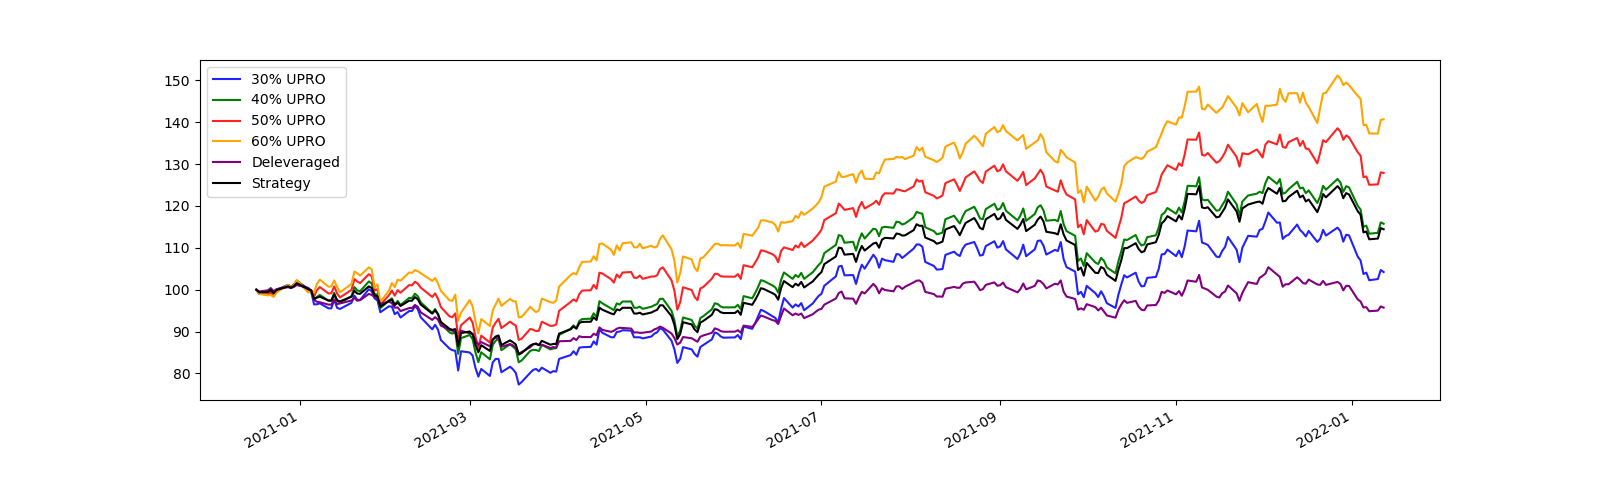 150
140
130
120
110
100
90
80
30% UPRO
40% UPRO
50% UPRO
60% UPRO
Deleveraged
Strategy
2021-01
2021-03
2021-05
2021-07
2021-09
2021-11
2022-01